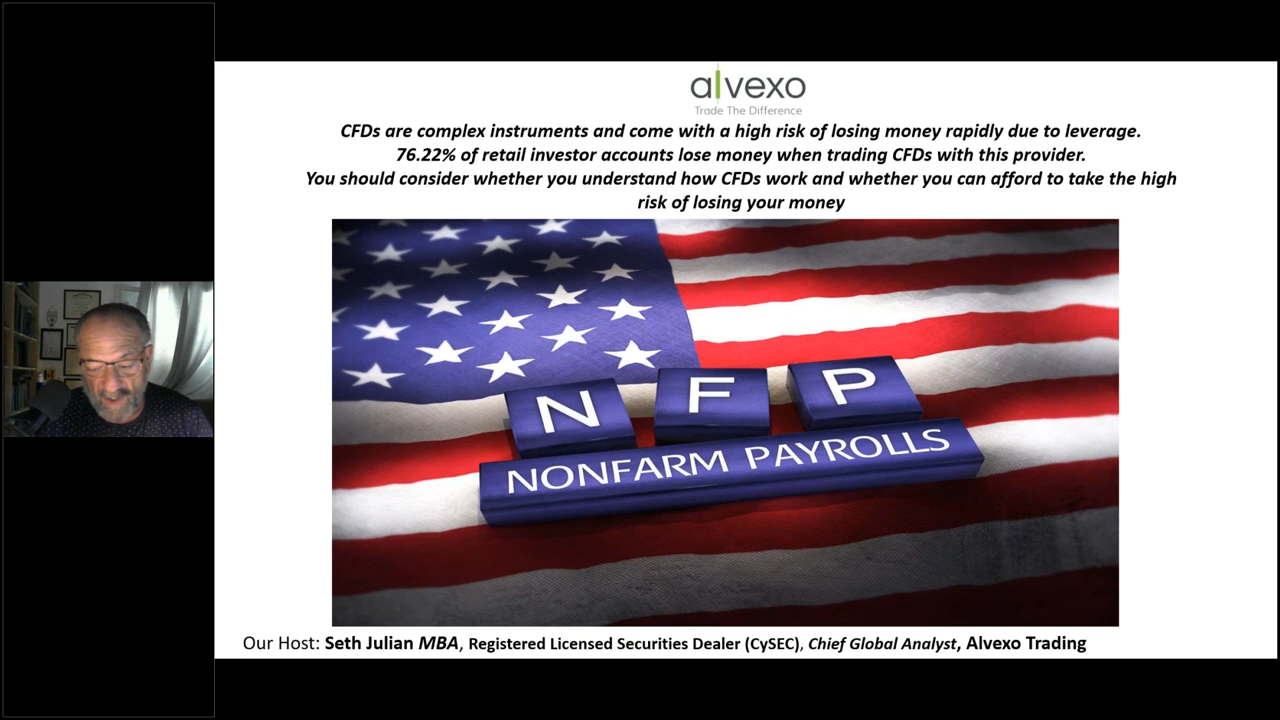 alvexo
Trade The Difference
CFDs are complex instruments and come with a high risk of losing money rapidly due to leverage.
76.22% of retail investor accounts lose money when trading CFDs with this provider.
You should consider whether you understand how CFDs work and whether you can afford to take the high
risk of losing your money
N F P
NONFARM PAYROLLS
Our Host: Seth Julian MBA, Registered Licensed Securities Dealer (CySEC), Chief Global Analyst, Alvexo Trading